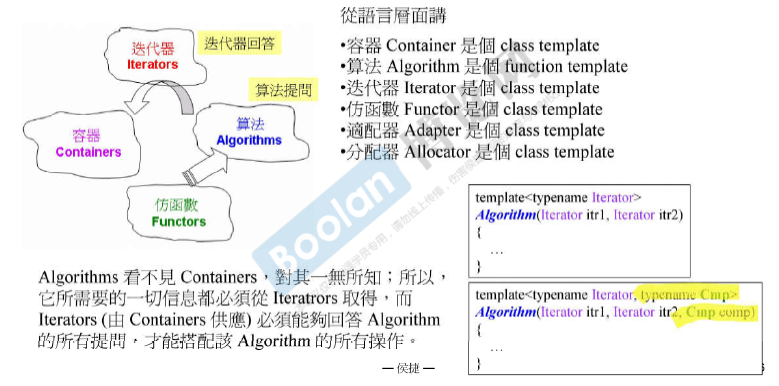 從語言層面講
迭代器
Iterators
迭代器回答
算法提問
容器
Containers
算法
Algorithms
仿函數
Functors
•容器 Container 是個 class template
•算法 Algorithm 是個 function template
•迭代器 Iterator 是個 class template
•仿函數 Functor 是個 class template
•適配器 Adapter 是個 class template
•分配器 Allocator 是個 class template
template<typename Iterator>
Algorithm(Iterator itr1, Iterator itr2)
{
…
}
template<typename Iterator, typename Cmp>
Algorithm(Iterator itr1, Iterator itr2, Cmp comp)
{
…
}
Algorithms 看不見 Containers，對其一無所知；所以，
它所需要的一切信息都必須從 Iteratrors 取得，而
Iterators (由 Containers 供應) 必須能夠回答 Algorithm
的所有提問，才能搭配該 Algorithm 的所有操作。
— 侯捷 —
Boolan 博览网